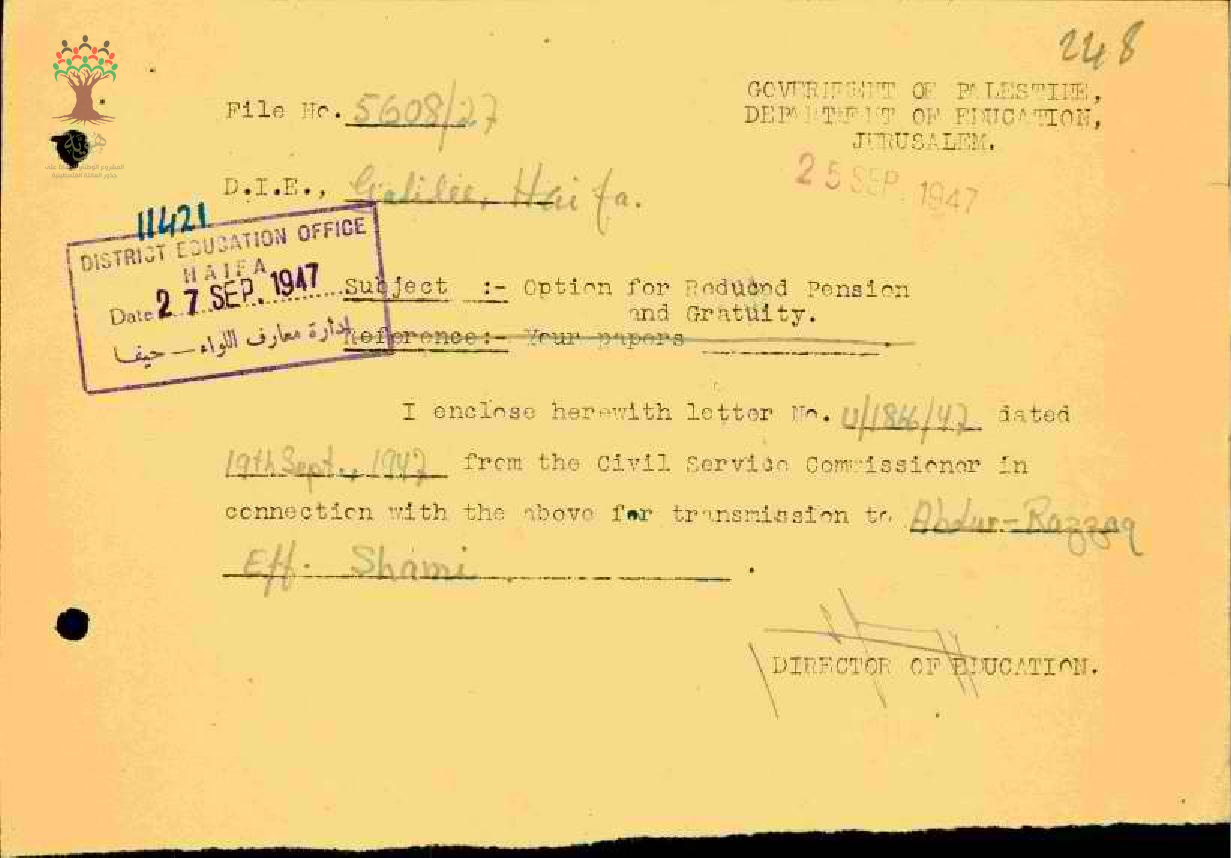 248
GOVERNMENT OF PALESTINE,
DEPARTMENT OF EDUCATION,
JERUSALEM.
25 SEP. 1947
File No. 5608/27
D.I.E., Galilee, Haifa.
11421
DISTRICT EDUCATION OFFICE
HAIFA
Date 27 SEP. 1947
إدارة معارف اللواء - حيفا
Subject :- Option for Reduced Pension
and Gratuity.
Reference:- Your papers
I enclose herewith letter No. U/1866/47 dated
19th Sept., 1947 from the Civil Service Commissioner in
connection with the above for transmission to Abdur-Razzaq
Eff. Shami .
DIRECTOR OF EDUCATION.
هوية